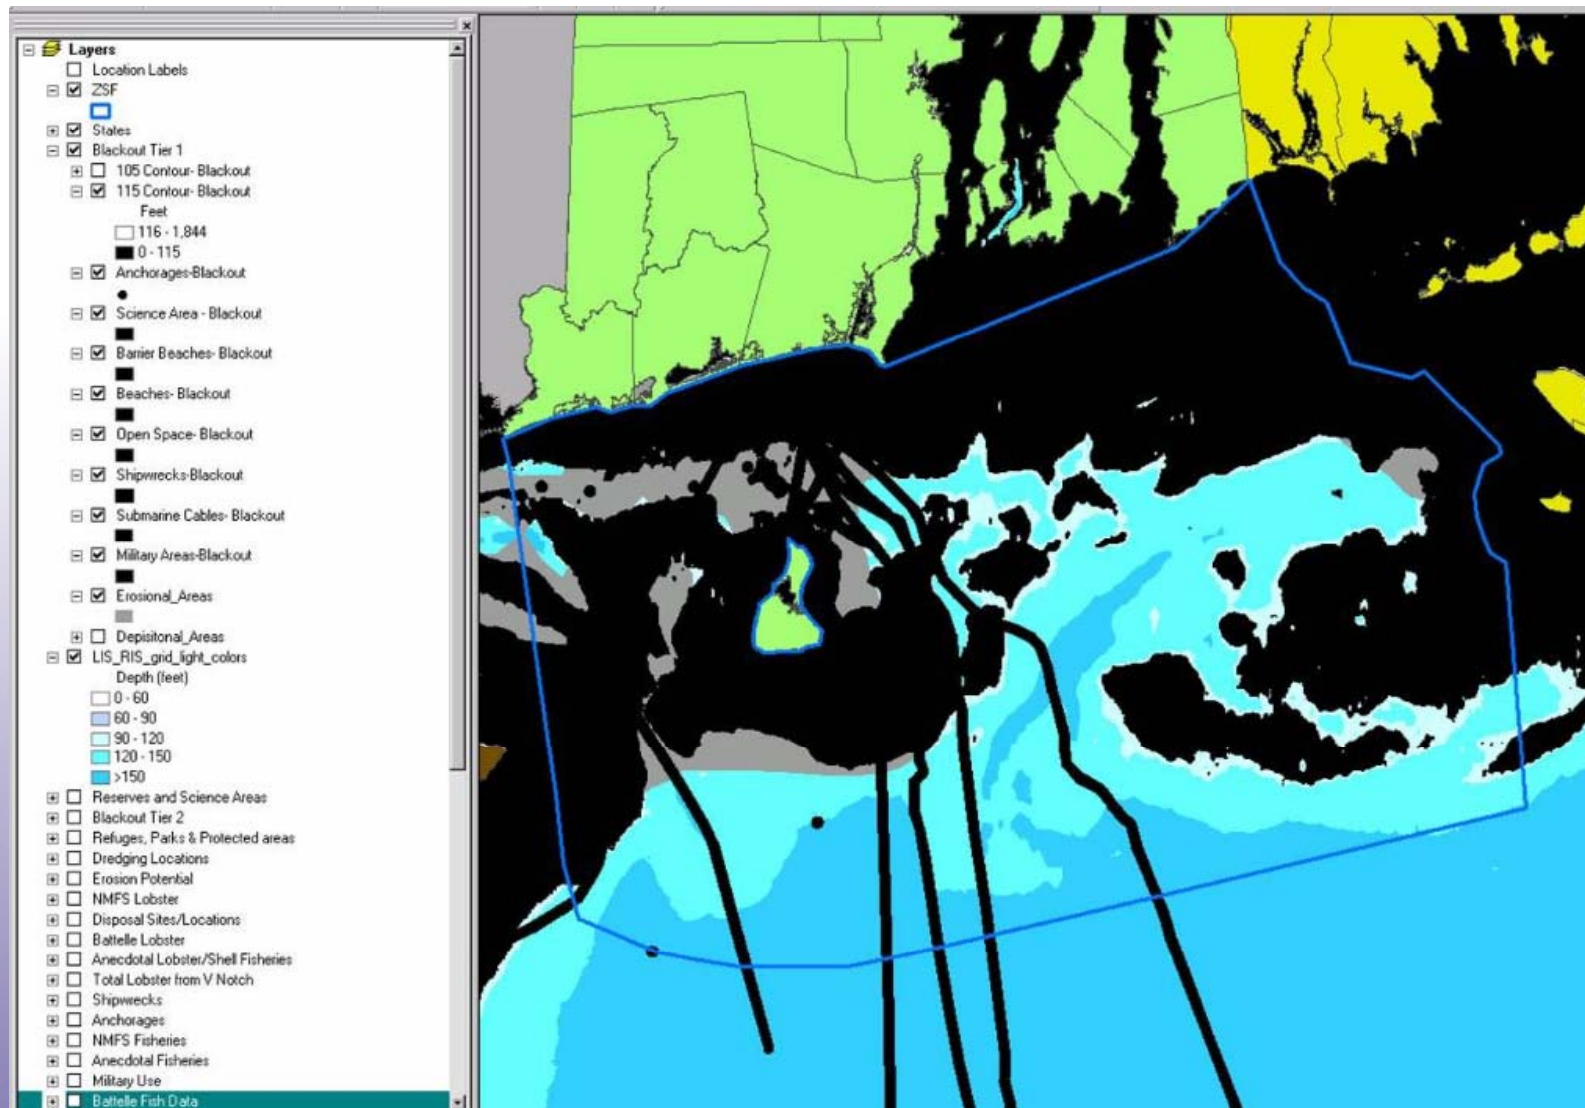 Layers
Location Labels
ZSF
States
Blackout Tier 1
105 Contour- Blackout
115 Contour- Blackout
Feet
116 - 1,844
0 - 115
Anchorages-Blackout
Science Area - Blackout
Barrier Beaches- Blackout
Beaches- Blackout
Open Space- Blackout
Shipwrecks-Blackout
Submarine Cables- Blackout
Military Areas-Blackout
Erosional_Areas
Depisitonal_Areas
LIS_RIS_grid_light_colors
Depth (feet)
0 - 60
60 - 90
90 - 120
120 - 150
>150
Reserves and Science Areas
Blackout Tier 2
Refuges, Parks & Protected areas
Dredging Locations
Erosion Potential
NMFS Lobster
Disposal Sites/Locations
Battelle Lobster
Anecdotal Lobster/Shell Fisheries
Total Lobster from V Notch
Shipwrecks
Anchorages
NMFS Fisheries
Anecdotal Fisheries
Military Use
Battelle Fish Data